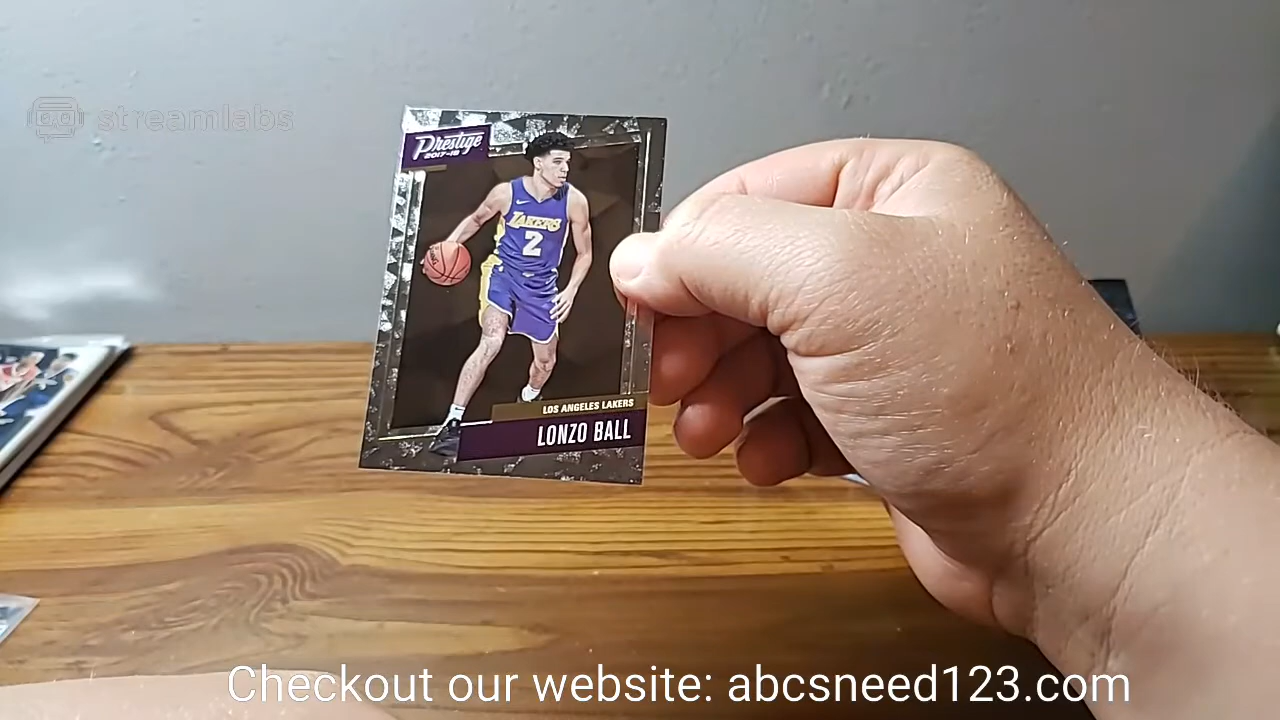 streamlabs
Prestige
2017-18
LAKERS
2
LOS ANGELES LAKERS
LONZO BALL
Checkout our website: abcsneed123.com